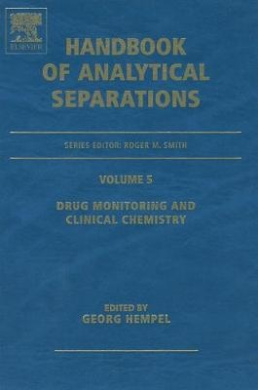 ELSEVIER
HANDBOOK
OF ANALYTICAL
SEPARATIONS
SERIES EDITOR: ROGER M. SMITH
VOLUME 5
DRUG MONITORING AND
CLINICAL CHEMISTRY
EDITED BY
GEORG HEMPEL